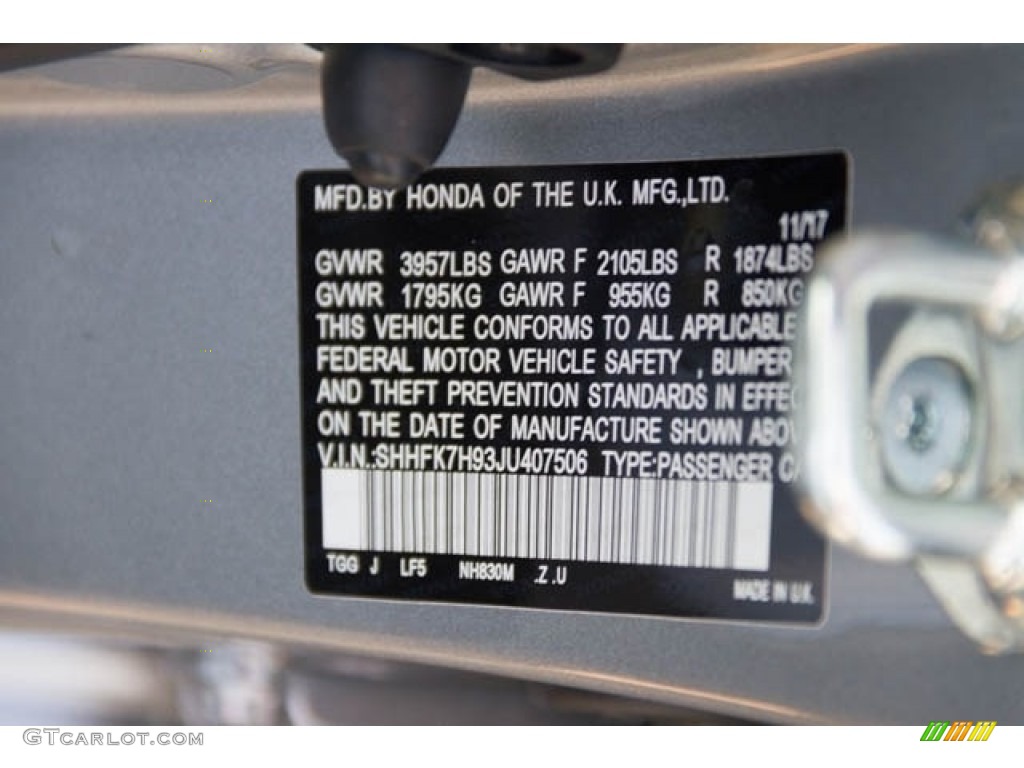 MFD.BY HONDA OF THE U.K. MFG.,LTD.
11/17
GVWR 3957LBS GAWR F 2105LBS R 1874LBS
GVWR 1795KG GAWR F 955KG R 850KG
THIS VEHICLE CONFORMS TO ALL APPLICABLE
FEDERAL MOTOR VEHICLE SAFETY , BUMPER
AND THEFT PREVENTION STANDARDS IN EFFEC
ON THE DATE OF MANUFACTURE SHOWN ABOV
V.I.N.:SHHFK7H93JU407506 TYPE:PASSENGER CA
TGG J LF5 NH830M .Z .U
MADE IN U.K.
GTCarlot.com